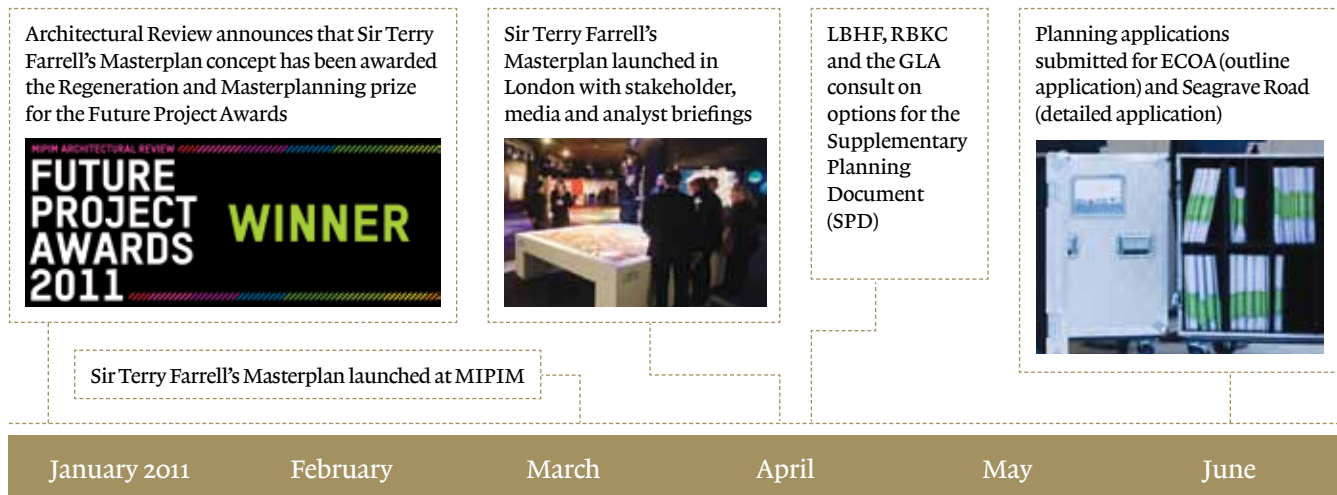 Architectural Review announces that Sir Terry
Farrell’s Masterplan concept has been awarded
the Regeneration and Masterplanning prize
for the Future Project Awards
MIPIM ARCHITECTURAL REVIEW
FUTURE
PROJECT
AWARDS
2011
WINNER
Sir Terry Farrell’s
Masterplan launched in
London with stakeholder,
media and analyst briefings
LBHF, RBKC
and the GLA
consult on
options for the
Supplementary
Planning
Document
(SPD)
Planning applications
submitted for ECOA (outline
application) and Seagrave Road
(detailed application)
Sir Terry Farrell’s Masterplan launched at MIPIM
January 2011 February March April May June